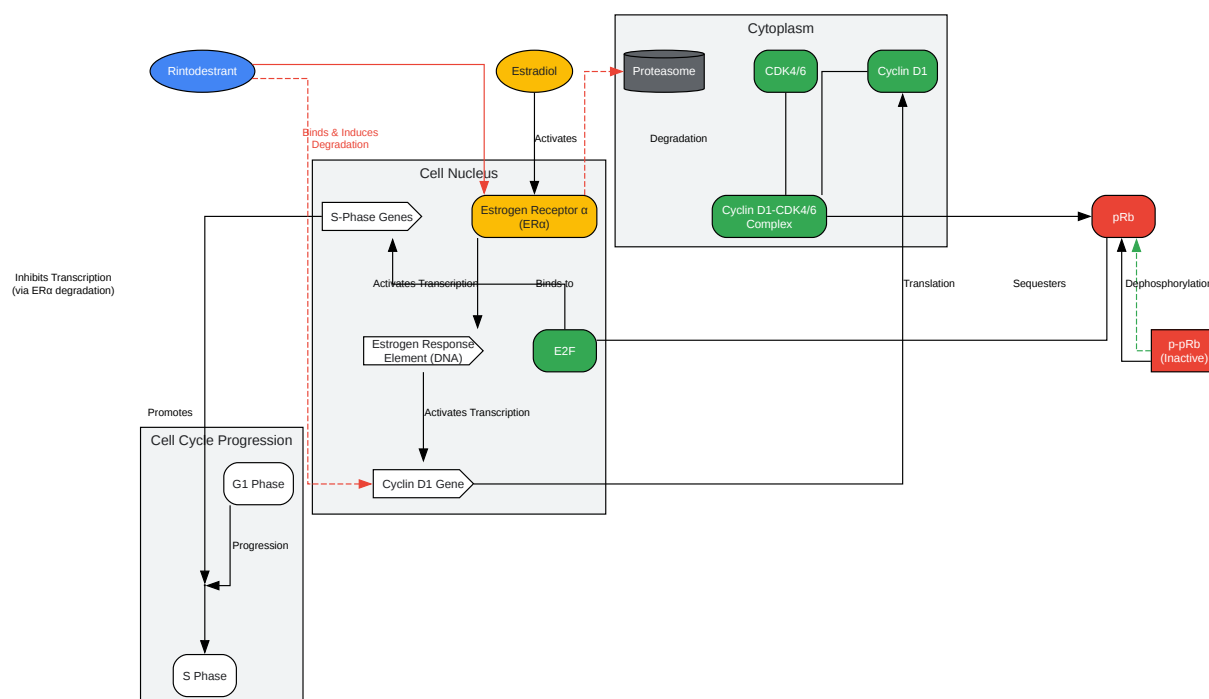 Cytoplasm
Rintodestrant
Estradiol
Proteasome
CDK4/6
Cyclin D1
Binds & Induces
Degradation
Activates
Degradation
Cell Nucleus
S-Phase Genes
Estrogen Receptor α
(ERα)
Cyclin D1-CDK4/6
Complex
pRb
Inhibits Transcription
(via ERα degradation)
Activates Transcription
Binds to
Translation
Sequesters
Dephosphorylation
Estrogen Response
Element (DNA)
E2F
p-pRb
(Inactive)
Promotes
Activates Transcription
Cell Cycle Progression
G1 Phase
Cyclin D1 Gene
Progression
S Phase